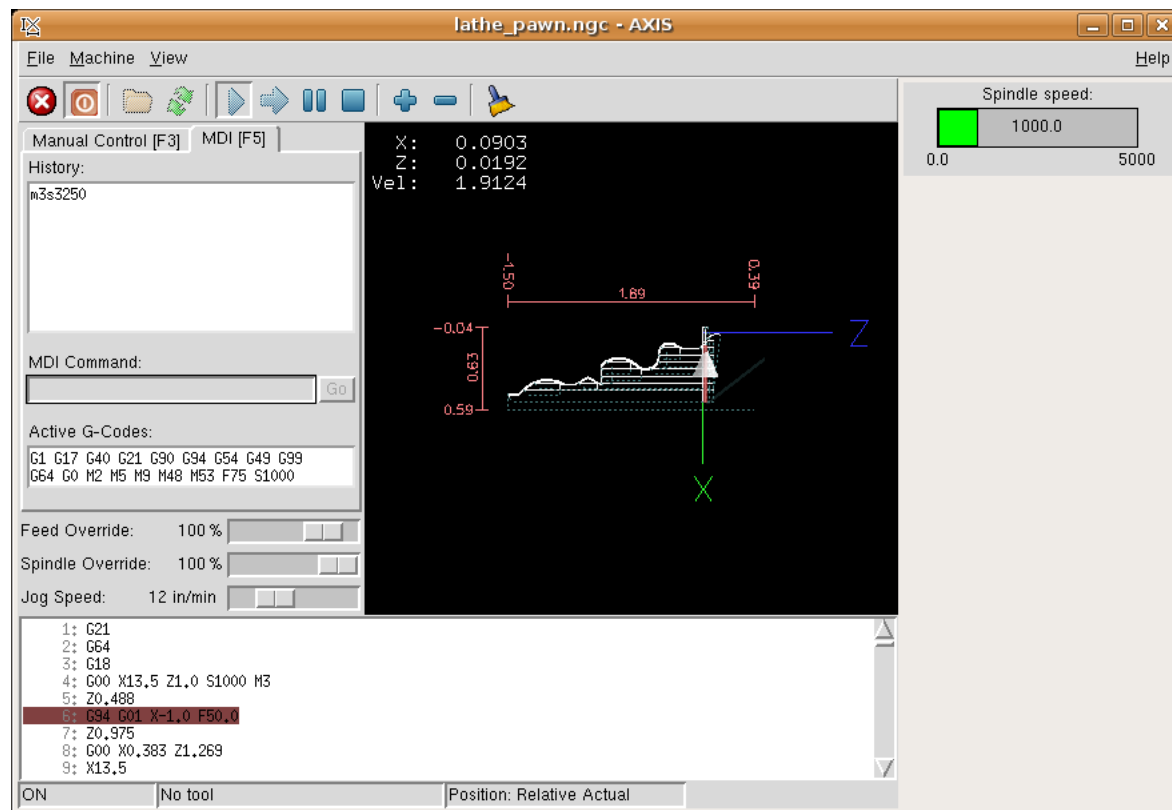 lathe_pawn.ngc - AXIS
File Machine View Help
Manual Control [F3] MDI [F5]
History:
m3s3250
MDI Command:
Go
Active G-Codes:
G1 G17 G40 G21 G90 G94 G54 G49 G99
G64 G0 M2 M5 M9 M48 M53 F75 S1000
Feed Override: 100 %
Spindle Override: 100 %
Jog Speed: 12 in/min
X: 0.0903
Z: 0.0192
Vel: 1.9124
-1.50
0.39
1.89
-0.04
0.63
0.59
Z
X
Spindle speed:
1000.0
0.0 5000
1: G21
2: G64
3: G18
4: G00 X13.5 Z1.0 S1000 M3
5: Z0.488
6: G94 G01 X-1.0 F50.0
7: Z0.975
8: G00 X0.383 Z1.269
9: X13.5
ON No tool Position: Relative Actual